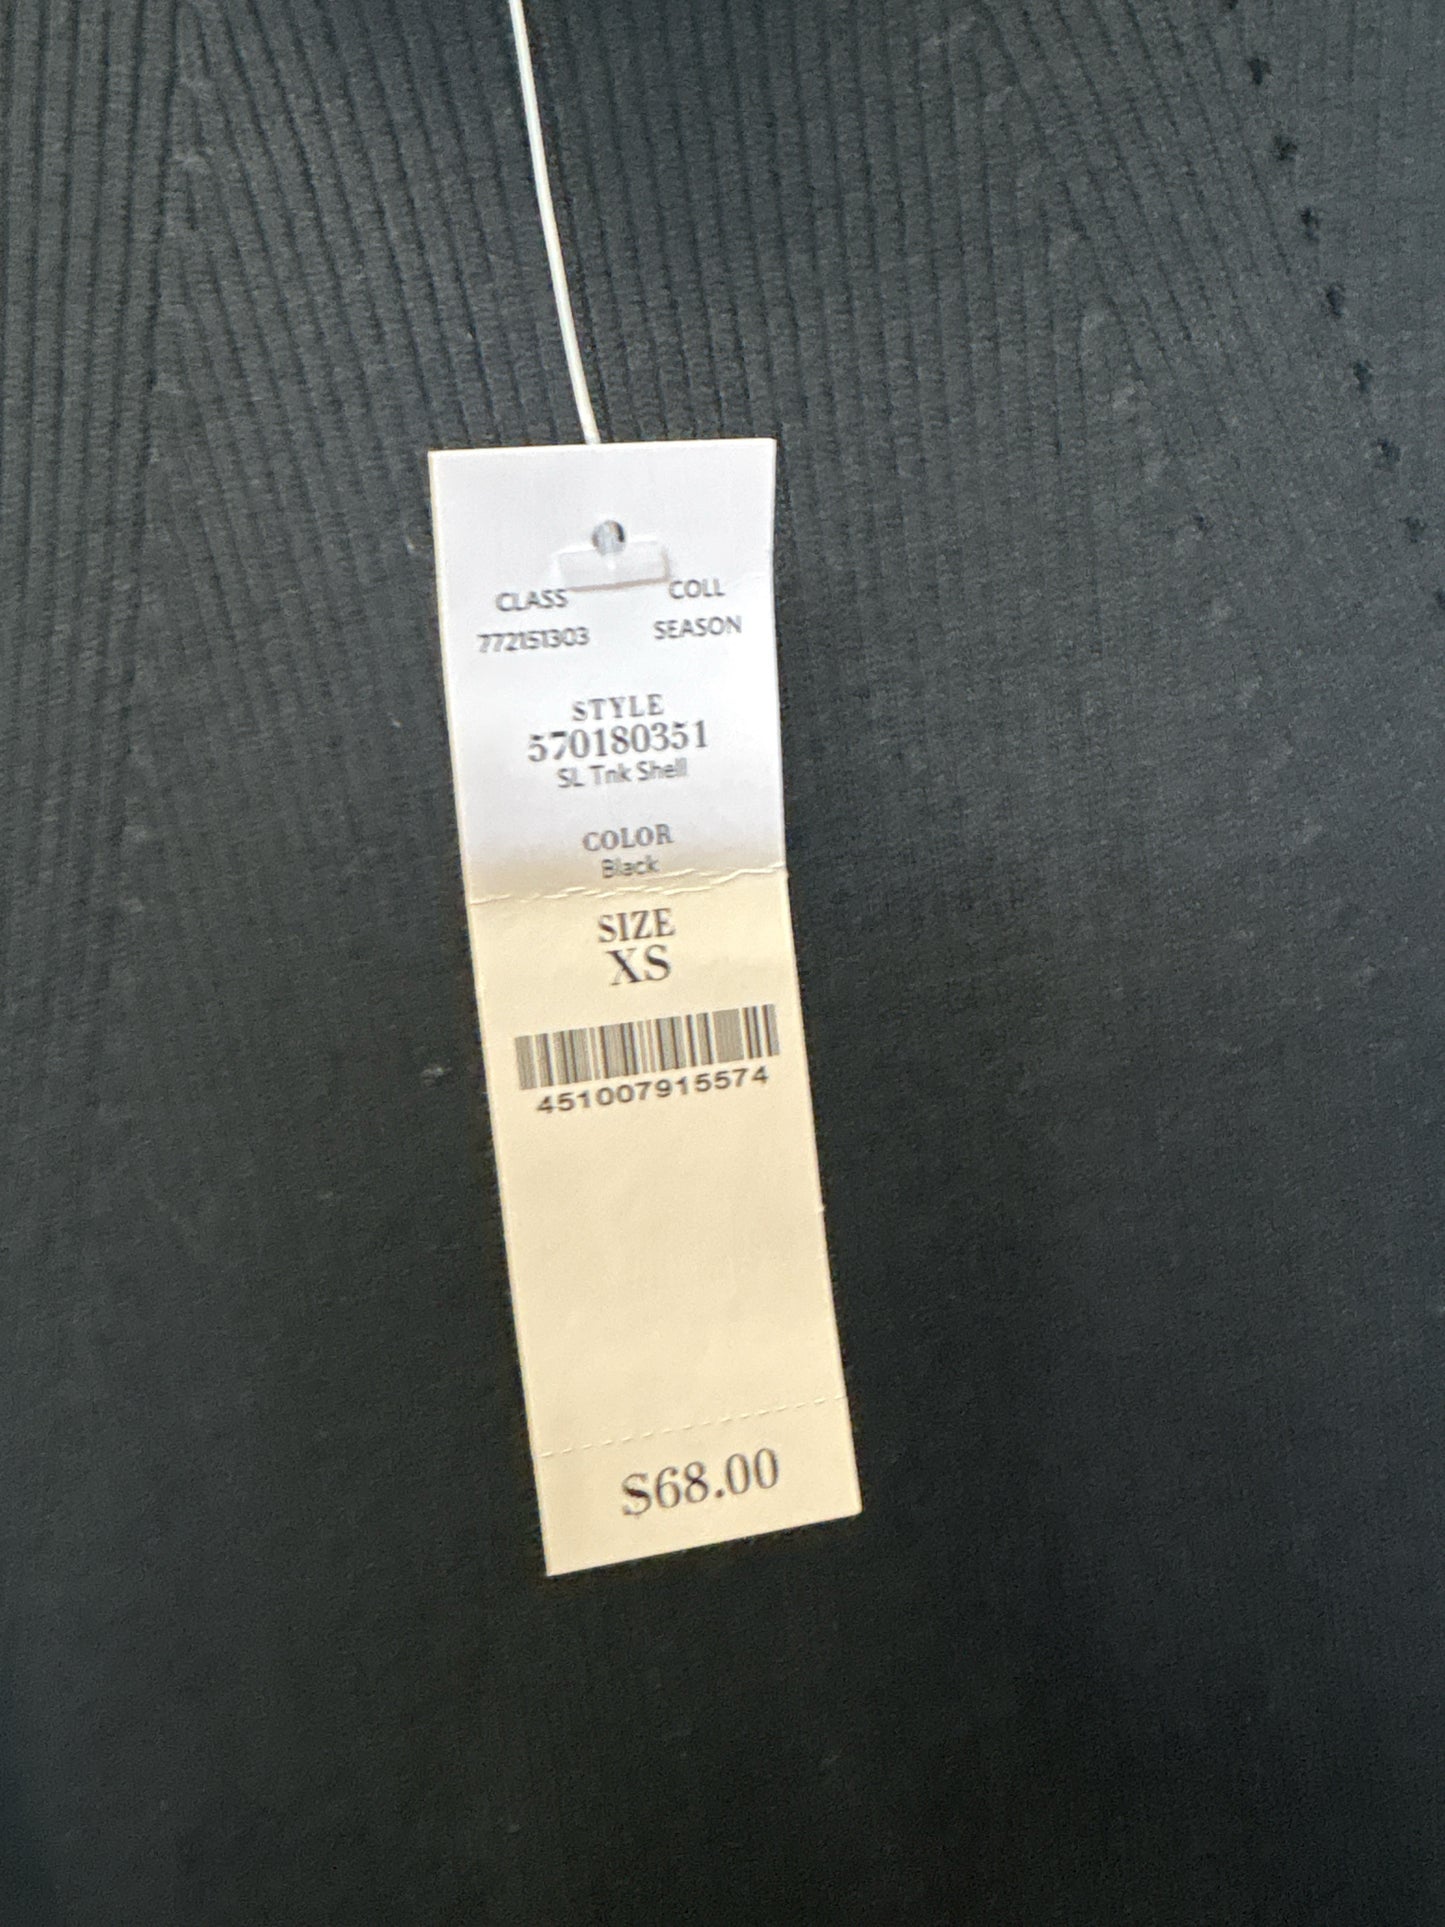 CLASS COLL
772151303 SEASON
STYLE
570180351
SL Tnk Shell
COLOR
Black
SIZE
XS
451007915574
$68.00